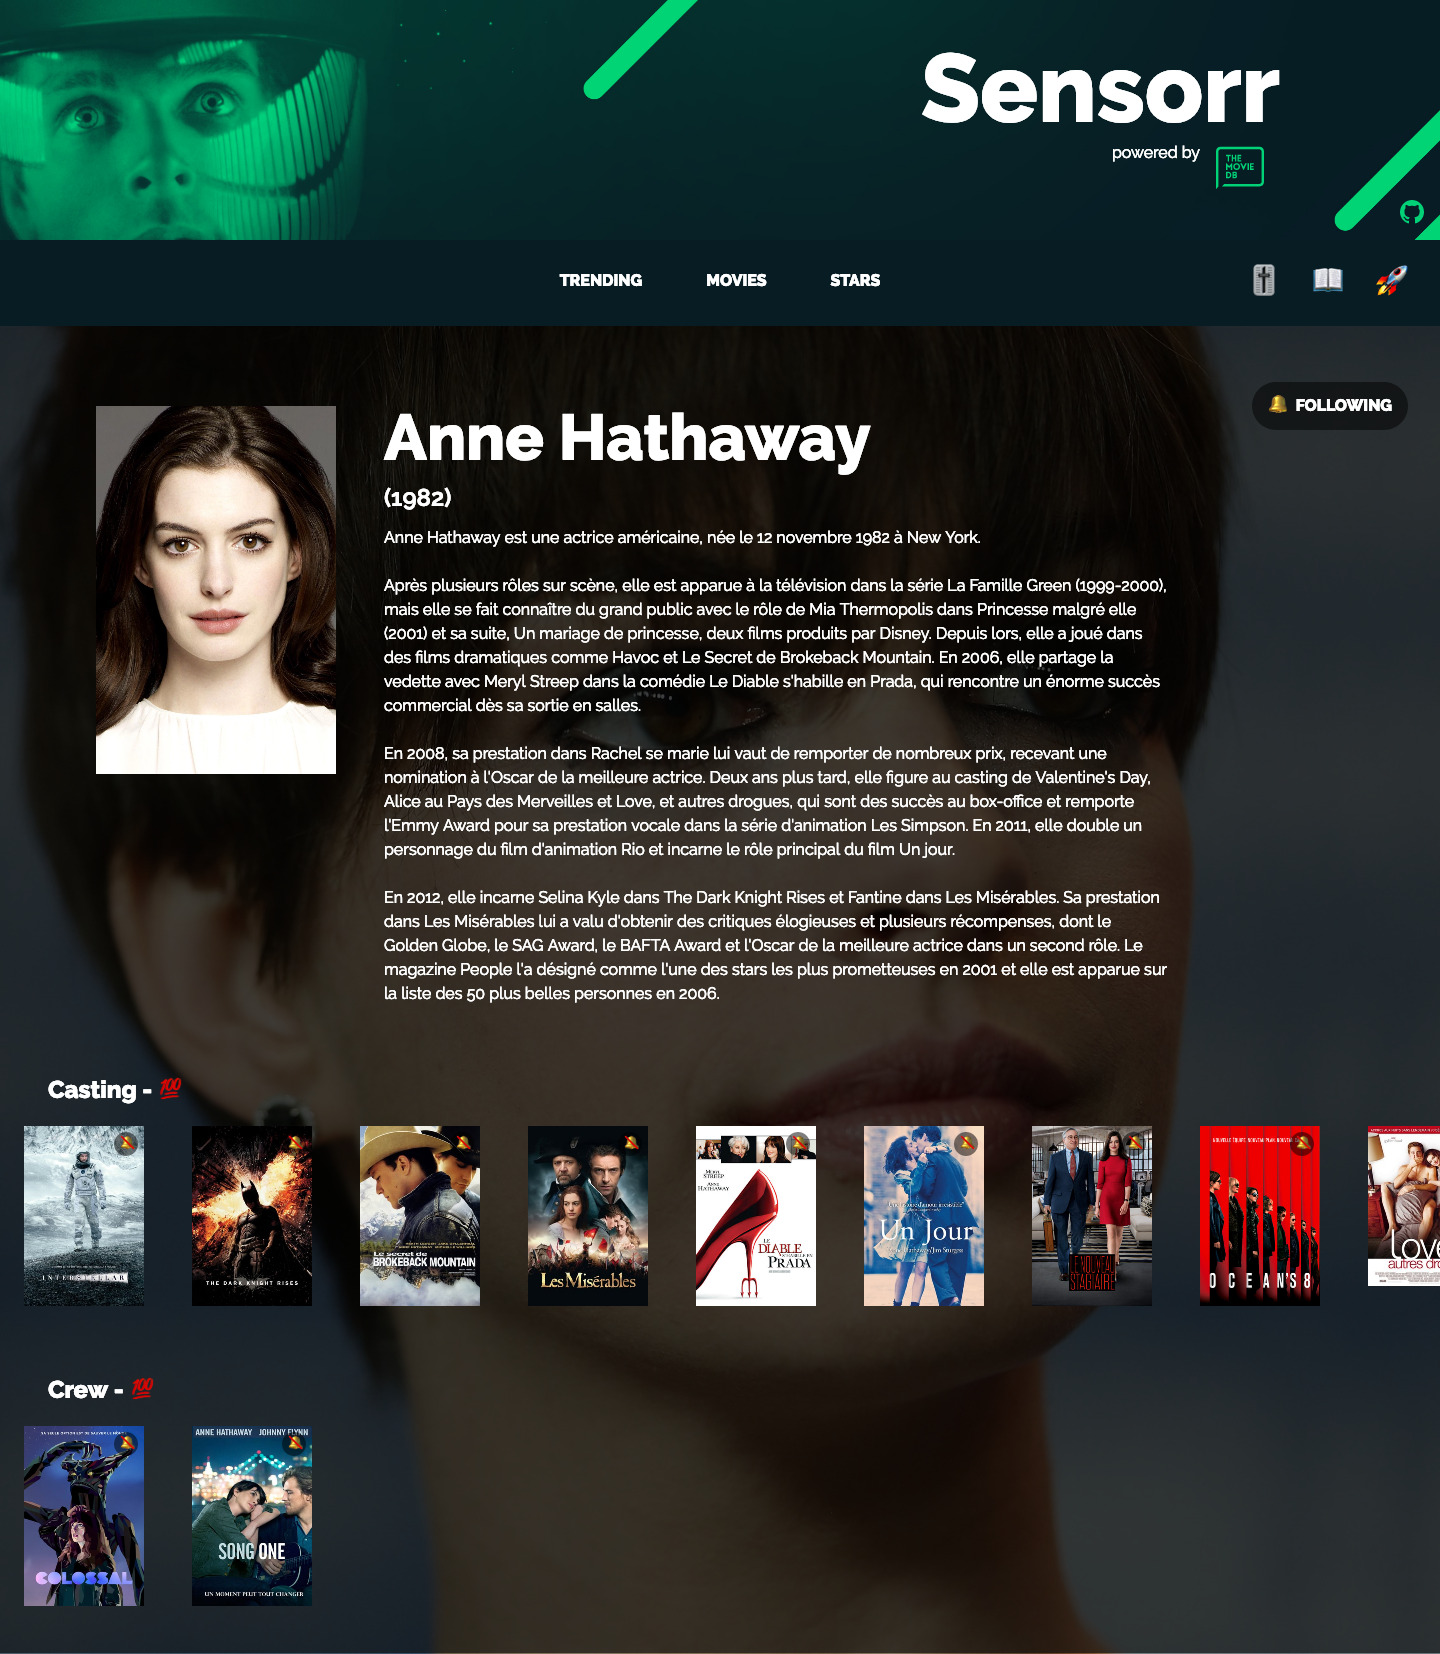 Sensorr
powered by
THE
MOVIE
DB
TRENDING
MOVIES
STARS
FOLLOWING
Anne Hathaway
(1982)
Anne Hathaway est une actrice américaine, née le 12 novembre 1982 à New York.
Après plusieurs rôles sur scène, elle est apparue à la télévision dans la série La Famille Green (1999-2000),
mais elle se fait connaître du grand public avec le rôle de Mia Thermopolis dans Princesse malgré elle
(2001) et sa suite, Un mariage de princesse, deux films produits par Disney. Depuis lors, elle a joué dans
des films dramatiques comme Havoc et Le Secret de Brokeback Mountain. En 2006, elle partage la
vedette avec Meryl Streep dans la comédie Le Diable s'habille en Prada, qui rencontre un énorme succès
commercial dès sa sortie en salles.
En 2008, sa prestation dans Rachel se marie lui vaut de remporter de nombreux prix, recevant une
nomination à l'Oscar de la meilleure actrice. Deux ans plus tard, elle figure au casting de Valentine's Day,
Alice au Pays des Merveilles et Love, et autres drogues, qui sont des succès au box-office et remporte
l'Emmy Award pour sa prestation vocale dans la série d'animation Les Simpson. En 2011, elle double un
personnage du film d'animation Rio et incarne le rôle principal du film Un jour.
En 2012, elle incarne Selina Kyle dans The Dark Knight Rises et Fantine dans Les Misérables. Sa prestation
dans Les Misérables lui a valu d'obtenir des critiques élogieuses et plusieurs récompenses, dont le
Golden Globe, le SAG Award, le BAFTA Award et l'Oscar de la meilleure actrice dans un second rôle. Le
magazine People l'a désigné comme l'une des stars les plus prometteuses en 2001 et elle est apparue sur
la liste des 50 plus belles personnes en 2006.
Casting - 💯
INTERSTELLAR
THE DARK KNIGHT RISES
Le secret de
BROKEBACK MOUNTAIN
Les Misérables
MERYL
STREEP
ANNE
HATHAWAY
LE
DIABLE
S'HABILLE EN
PRADA
Un Jour
Anne Hathaway / Jim Sturgess
LE NOUVEAU
STAGIAIRE
OCEAN'S 8
Love
autres dro
Crew - 💯
COLOSSAL
ANNE HATHAWAY JOHNNY FLYNN
SONG ONE
UN MOMENT PEUT TOUT CHANGER